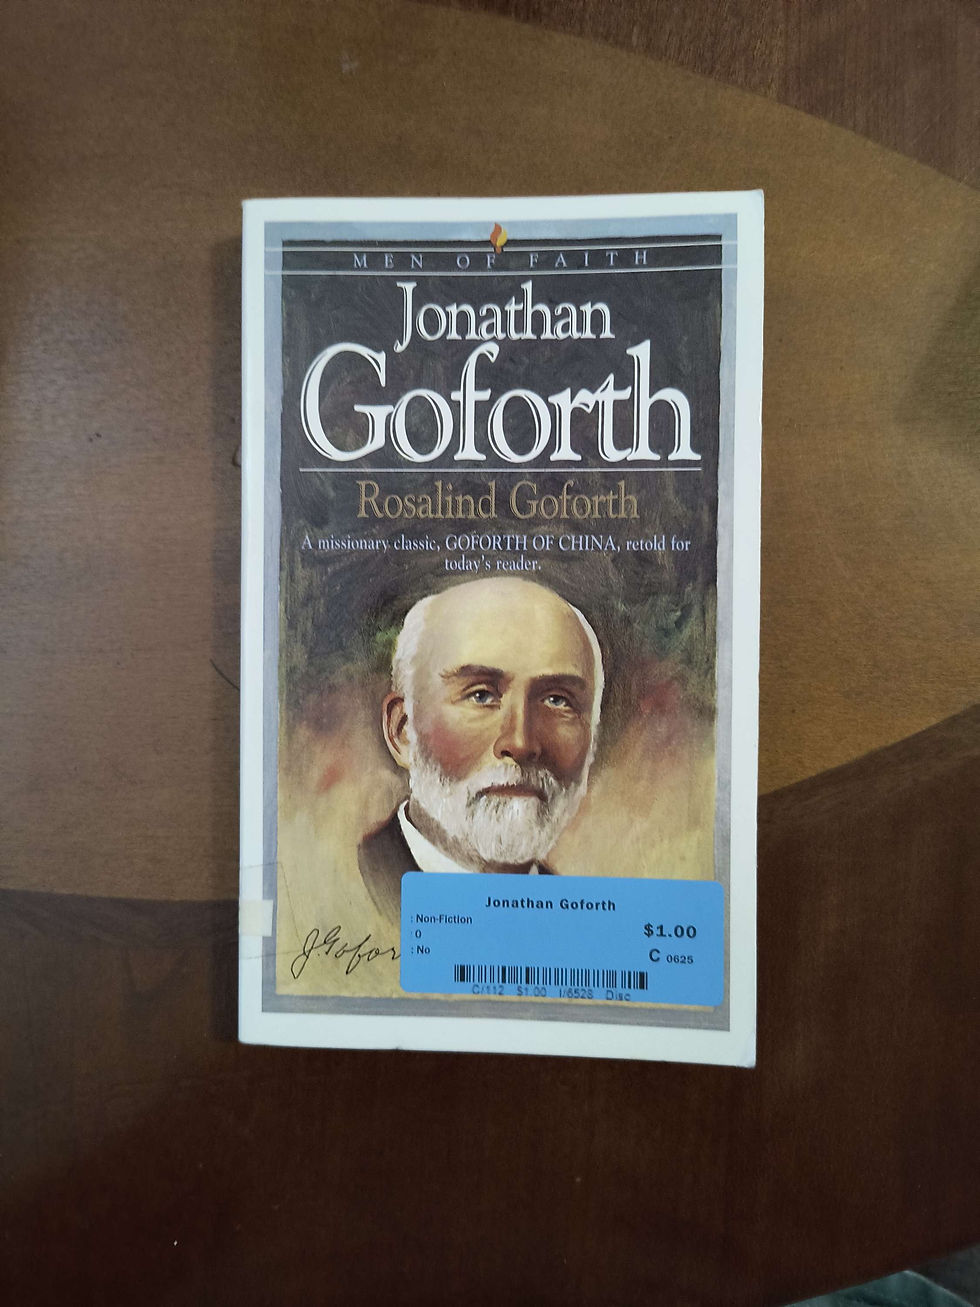 MEN OF FAITH
Jonathan
Goforth
Rosalind Goforth
A missionary classic, GOFORTH OF CHINA, retold for
today's reader.
J. Gofor
Jonathan Goforth
: Non-Fiction
: 0
: No
$1.00
C 0625
C/112 $1.00 I/6528 Disc